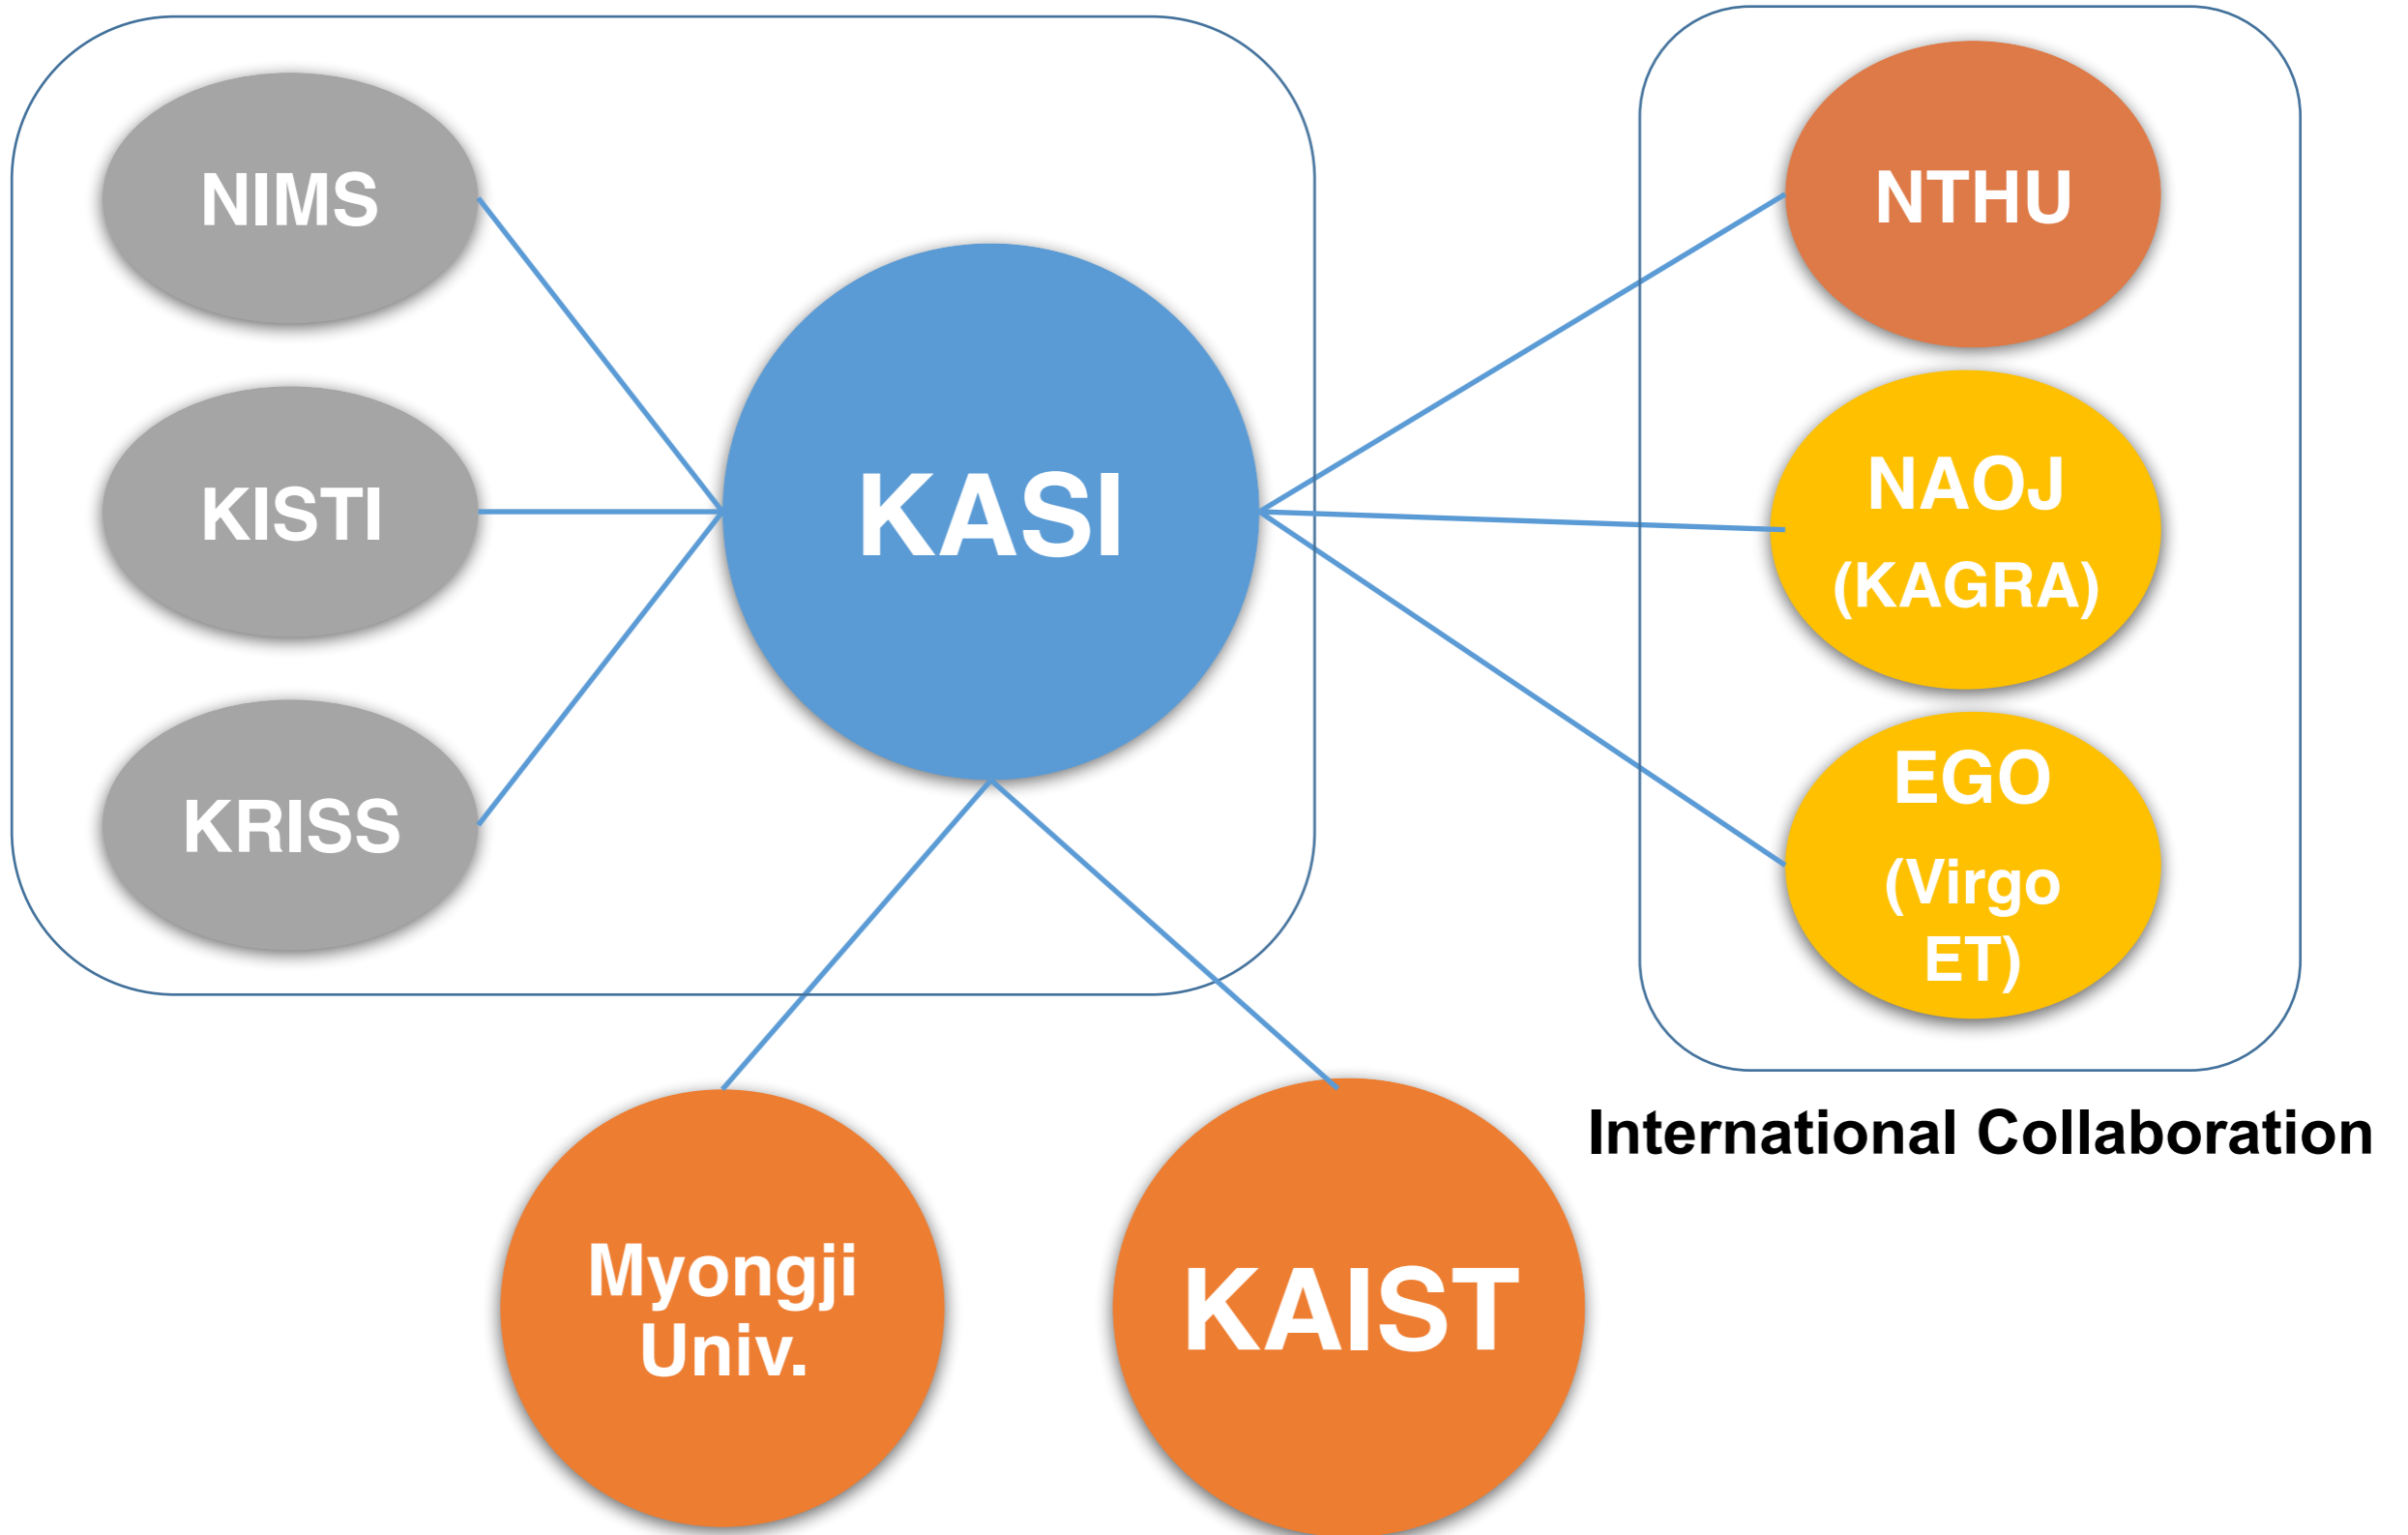 NIMS
KISTI
KRISS
KASI
NTHU
NAOJ
(KAGRA)
EGO
(Virgo
ET)
International Collaboration
Myongji
Univ.
KAIST